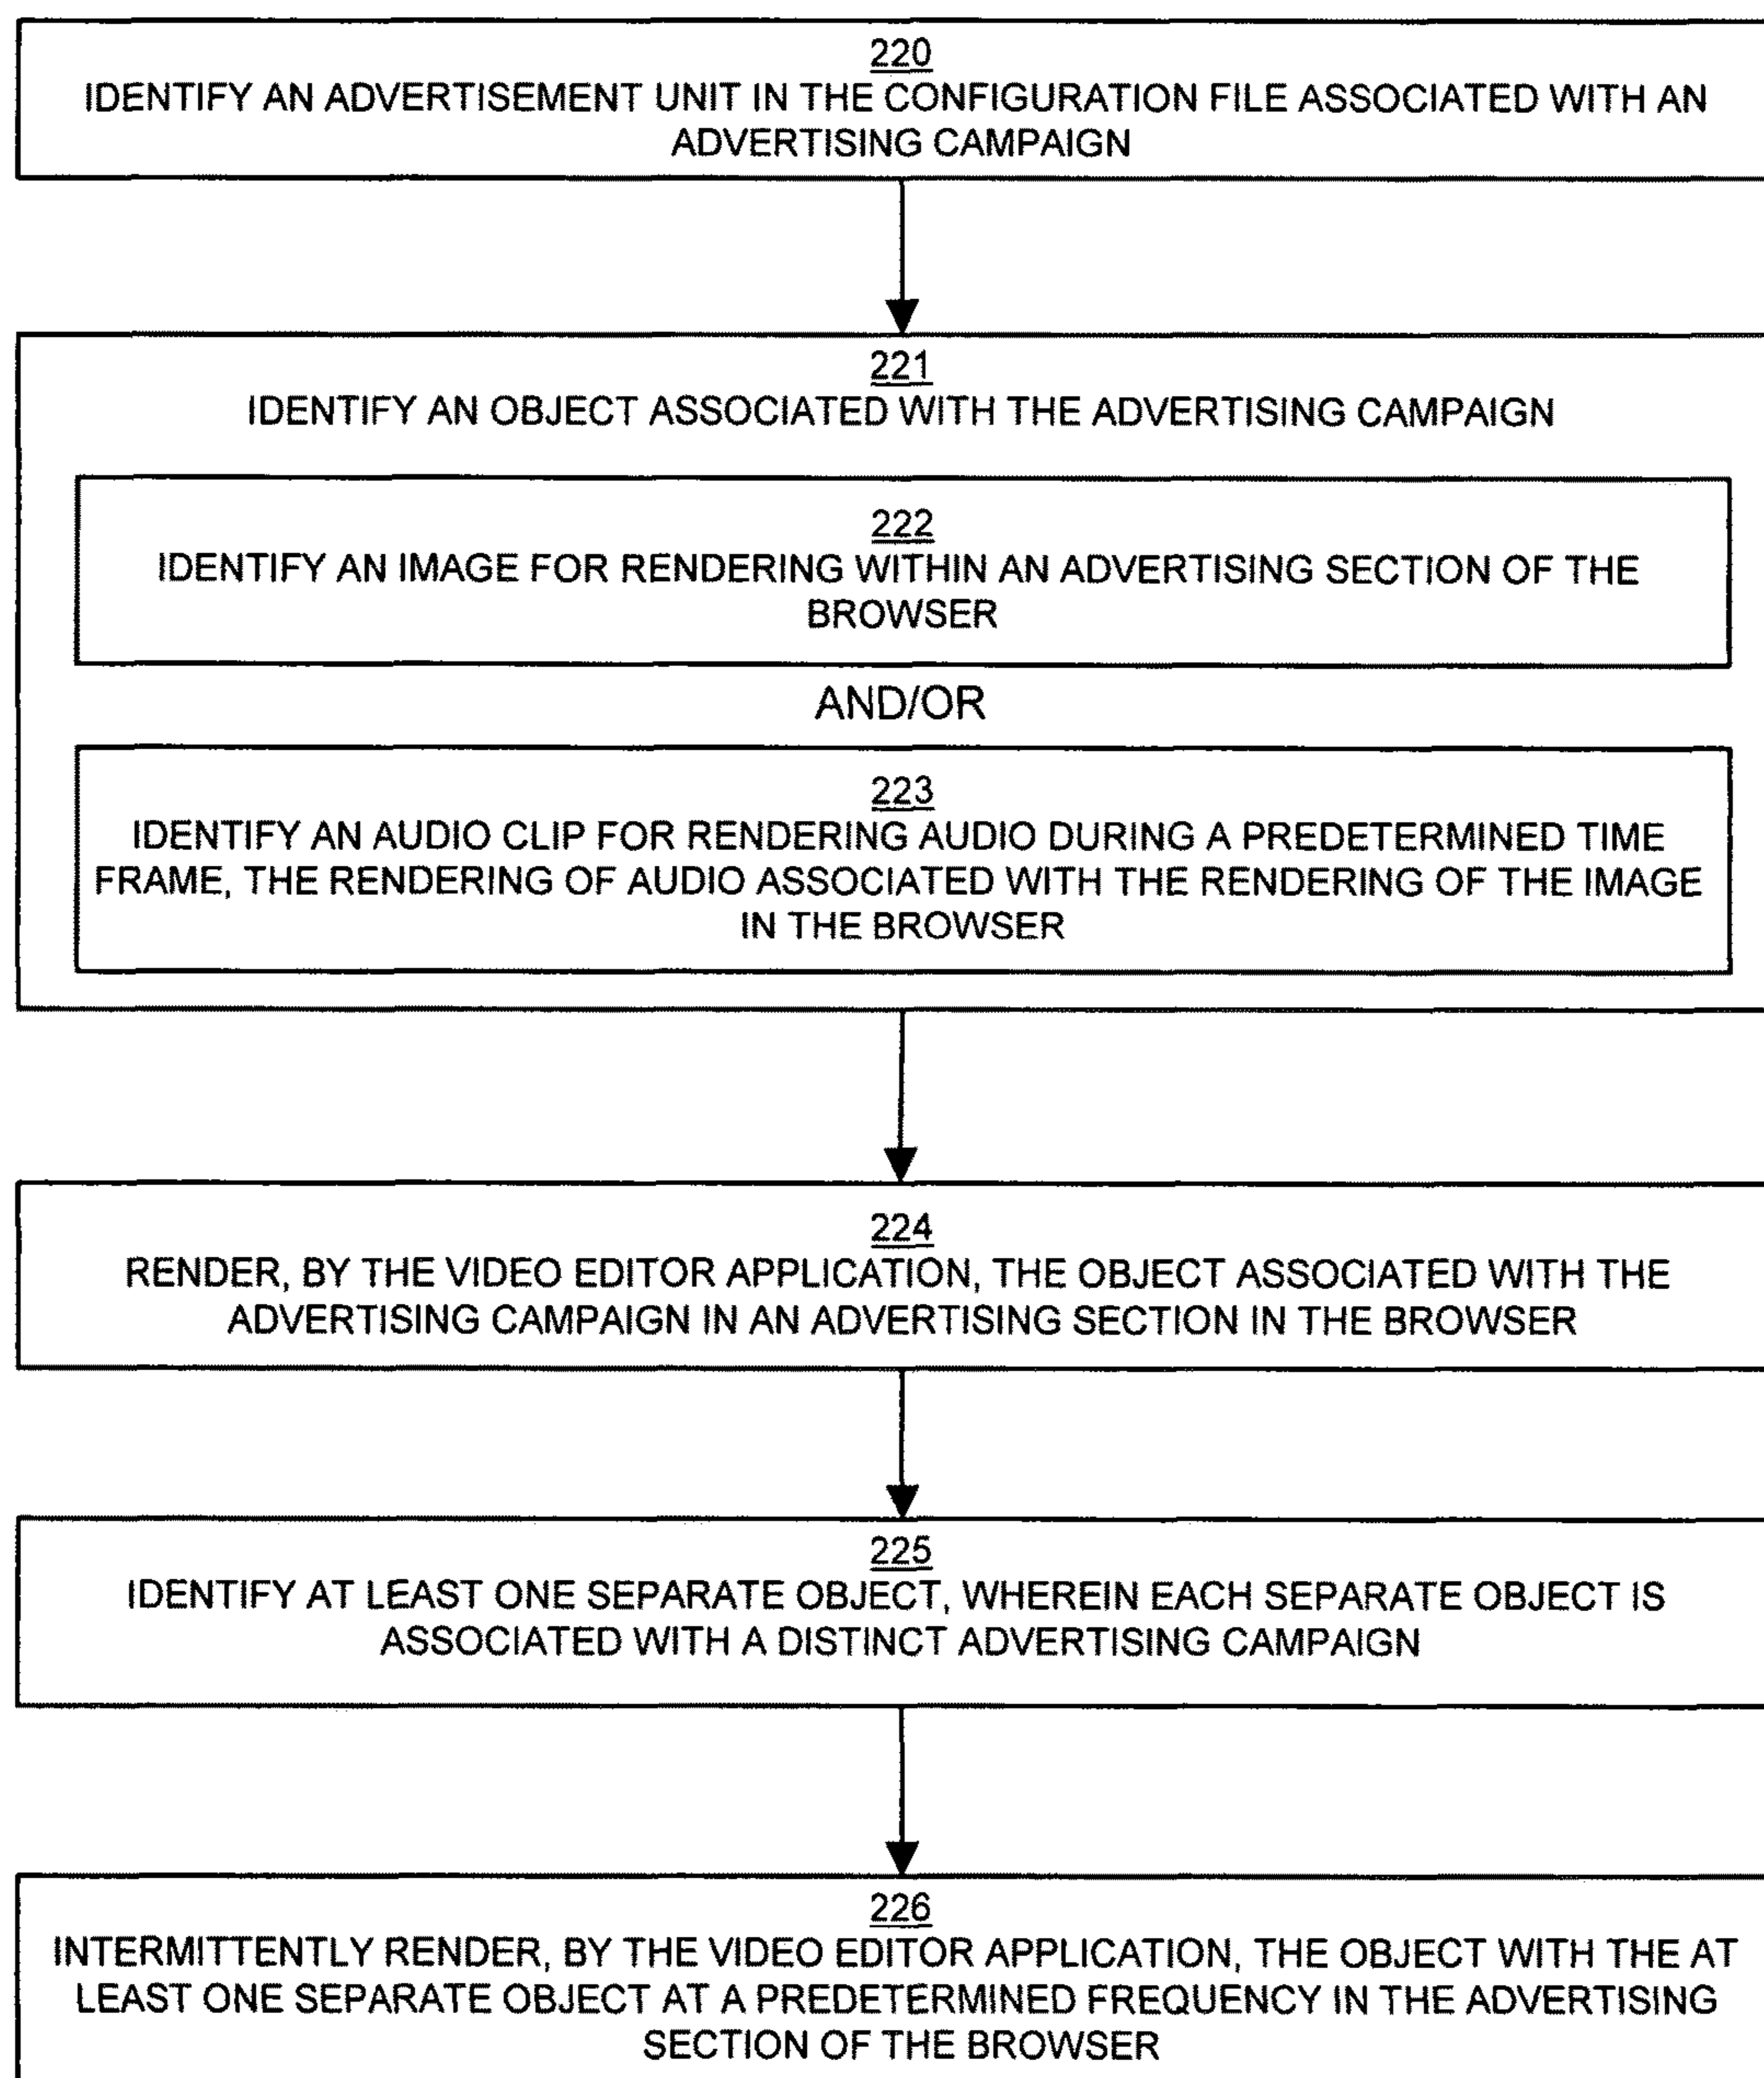 220
IDENTIFY AN ADVERTISEMENT UNIT IN THE CONFIGURATION FILE ASSOCIATED WITH AN
ADVERTISING CAMPAIGN
221
IDENTIFY AN OBJECT ASSOCIATED WITH THE ADVERTISING CAMPAIGN
222
IDENTIFY AN IMAGE FOR RENDERING WITHIN AN ADVERTISING SECTION OF THE
BROWSER
AND/OR
223
IDENTIFY AN AUDIO CLIP FOR RENDERING AUDIO DURING A PREDETERMINED TIME
FRAME, THE RENDERING OF AUDIO ASSOCIATED WITH THE RENDERING OF THE IMAGE
IN THE BROWSER
224
RENDER, BY THE VIDEO EDITOR APPLICATION, THE OBJECT ASSOCIATED WITH THE
ADVERTISING CAMPAIGN IN AN ADVERTISING SECTION IN THE BROWSER
225
IDENTIFY AT LEAST ONE SEPARATE OBJECT, WHEREIN EACH SEPARATE OBJECT IS
ASSOCIATED WITH A DISTINCT ADVERTISING CAMPAIGN
226
INTERMITTENTLY RENDER, BY THE VIDEO EDITOR APPLICATION, THE OBJECT WITH THE AT
LEAST ONE SEPARATE OBJECT AT A PREDETERMINED FREQUENCY IN THE ADVERTISING
SECTION OF THE BROWSER